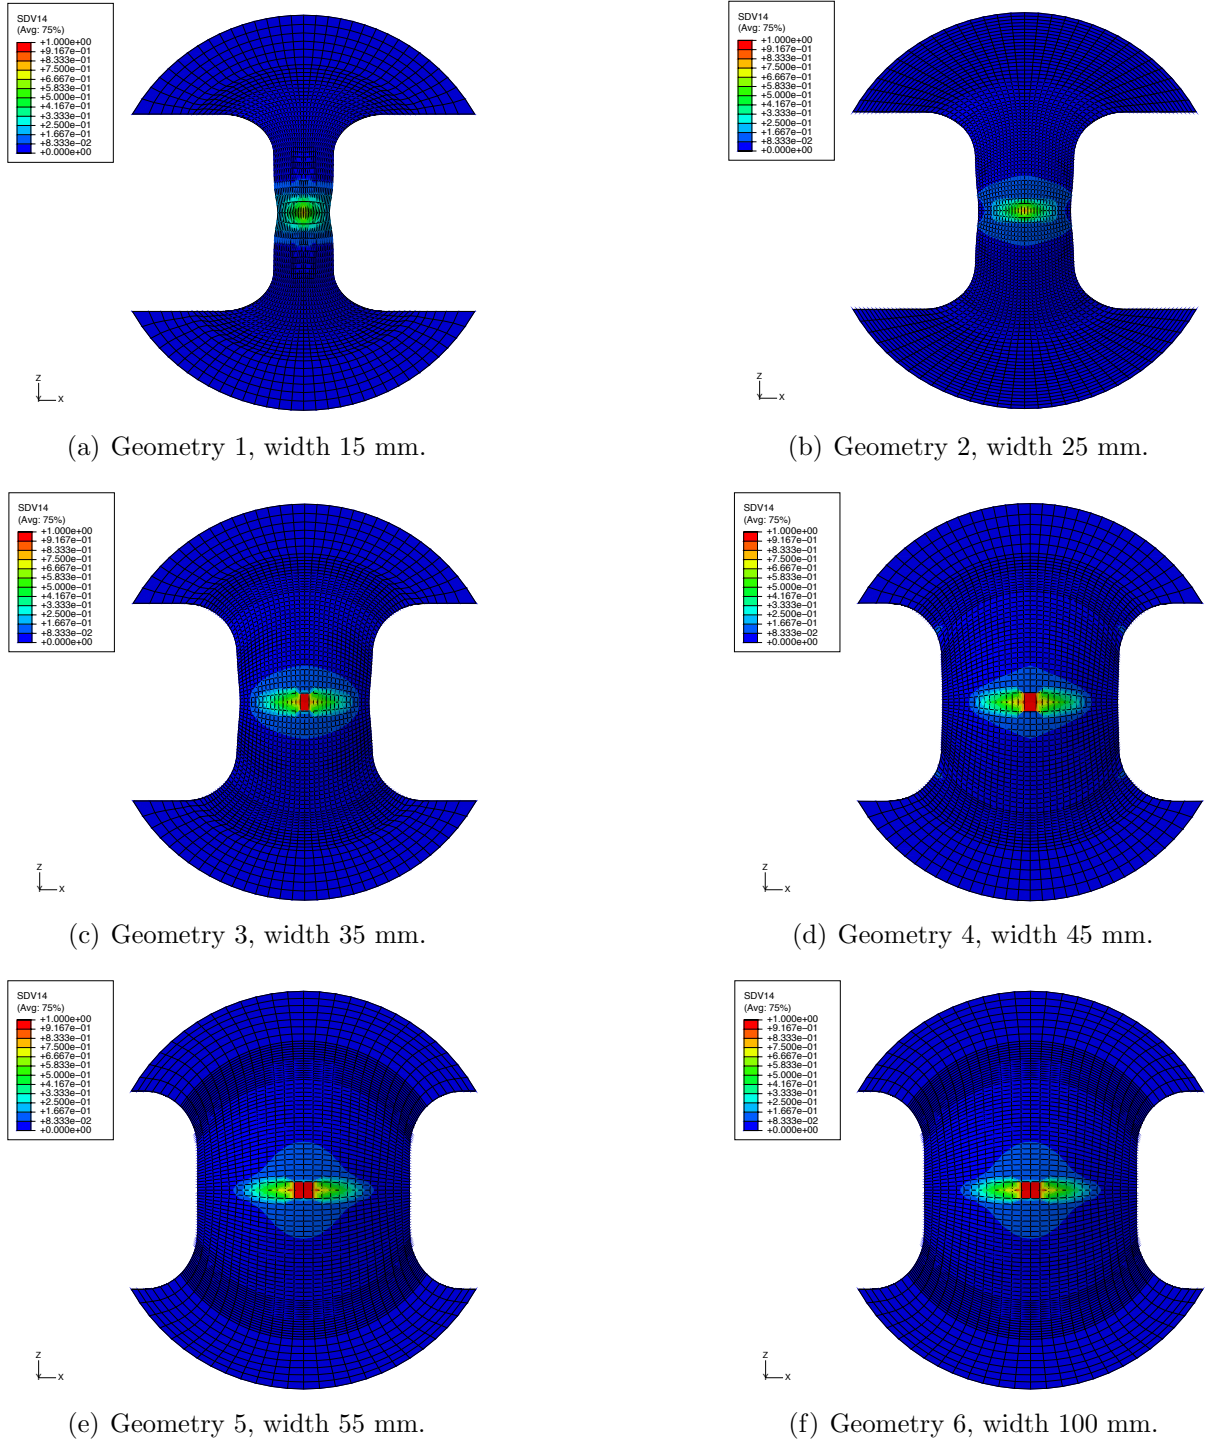 SDV14
(Avg: 75%)
+1.000e+00
+9.167e-01
+8.333e-01
+7.500e-01
+6.667e-01
+5.833e-01
+5.000e-01
+4.167e-01
+3.333e-01
+2.500e-01
+1.667e-01
+8.333e-02
+0.000e+00
Z
X
(a) Geometry 1, width 15 mm.
SDV14
(Avg: 75%)
+1.000e+00
+9.167e-01
+8.333e-01
+7.500e-01
+6.667e-01
+5.833e-01
+5.000e-01
+4.167e-01
+3.333e-01
+2.500e-01
+1.667e-01
+8.333e-02
+0.000e+00
Z
X
(b) Geometry 2, width 25 mm.
SDV14
(Avg: 75%)
+1.000e+00
+9.167e-01
+8.333e-01
+7.500e-01
+6.667e-01
+5.833e-01
+5.000e-01
+4.167e-01
+3.333e-01
+2.500e-01
+1.667e-01
+8.333e-02
+0.000e+00
Z
X
(c) Geometry 3, width 35 mm.
SDV14
(Avg: 75%)
+1.000e+00
+9.167e-01
+8.333e-01
+7.500e-01
+6.667e-01
+5.833e-01
+5.000e-01
+4.167e-01
+3.333e-01
+2.500e-01
+1.667e-01
+8.333e-02
+0.000e+00
Z
X
(d) Geometry 4, width 45 mm.
SDV14
(Avg: 75%)
+1.000e+00
+9.167e-01
+8.333e-01
+7.500e-01
+6.667e-01
+5.833e-01
+5.000e-01
+4.167e-01
+3.333e-01
+2.500e-01
+1.667e-01
+8.333e-02
+0.000e+00
Z
X
(e) Geometry 5, width 55 mm.
SDV14
(Avg: 75%)
+1.000e+00
+9.167e-01
+8.333e-01
+7.500e-01
+6.667e-01
+5.833e-01
+5.000e-01
+4.167e-01
+3.333e-01
+2.500e-01
+1.667e-01
+8.333e-02
+0.000e+00
Z
X
(f) Geometry 6, width 100 mm.